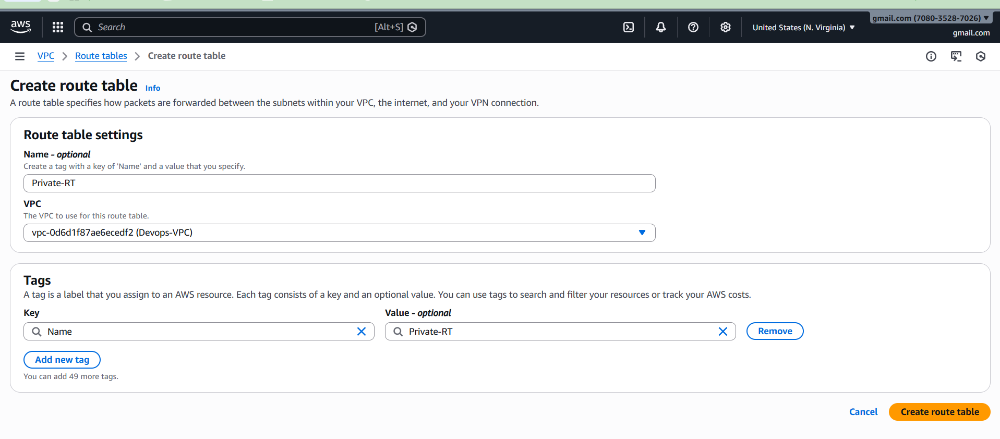 aws
Search [Alt+S]
United States (N. Virginia)
gmail.com (7080-3528-7026)
gmail.com
VPC
Route tables
Create route table
Create route table Info
A route table specifies how packets are forwarded between the subnets within your VPC, the internet, and your VPN connection.
Route table settings
Name - optional
Create a tag with a key of 'Name' and a value that you specify.
Private-RT
VPC
The VPC to use for this route table.
vpc-0d6d1f87ae6ecedf2 (Devops-VPC)
Tags
A tag is a label that you assign to an AWS resource. Each tag consists of a key and an optional value. You can use tags to search and filter your resources or track your AWS costs.
Key
Value - optional
Name
Private-RT
Remove
Add new tag
You can add 49 more tags.
Cancel
Create route table